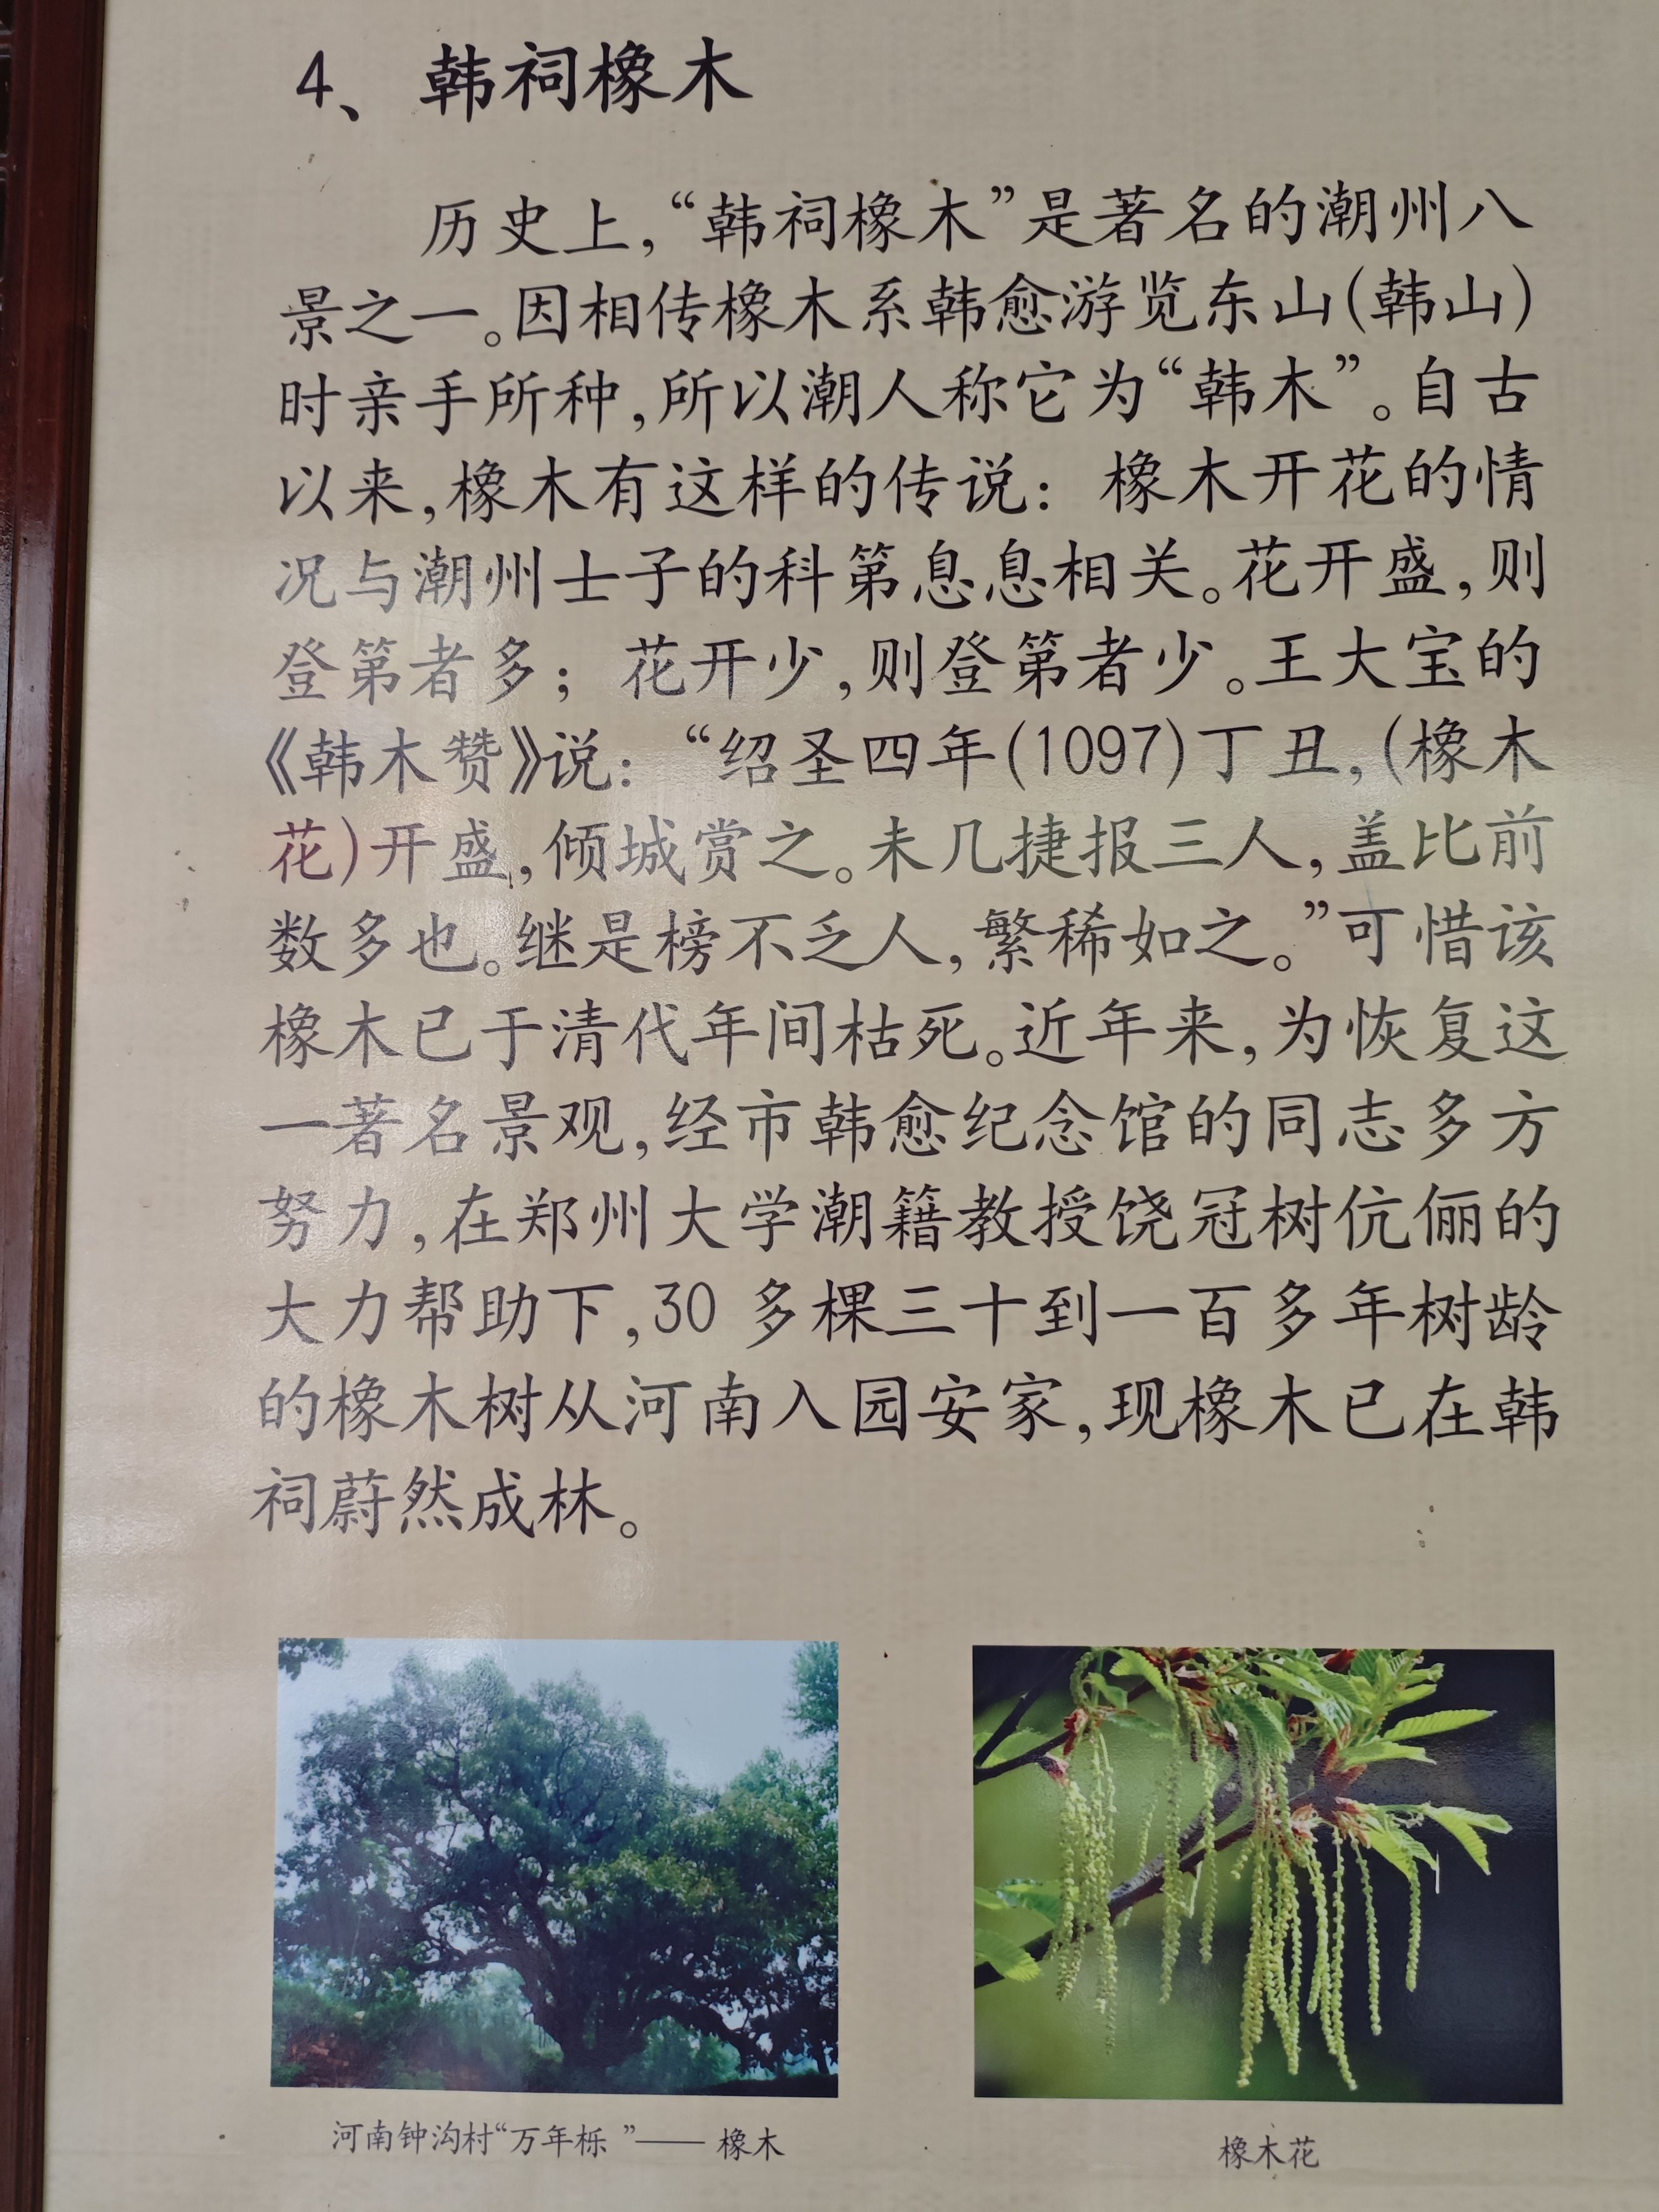 4、韩祠橡木
历史上,“韩祠橡木”是著名的潮州八
景之一。因相传橡木系韩愈游览东山(韩山)
时亲手所种,所以潮人称它为“韩木”。自古
以来,橡木有这样的传说：橡木开花的情
况与潮州士子的科第息息相关。花开盛,则
登第者多；花开少,则登第者少。王大宝的
《韩木赞》说：“绍圣四年(1097)丁丑,(橡木
花)开盛,倾城赏之。未几捷报三人,盖比前
数多也。继是榜不乏人,繁稀如之。”可惜该
橡木已于清代年间枯死。近年来,为恢复这
一著名景观,经市韩愈纪念馆的同志多方
努力,在郑州大学潮籍教授饶冠树伉俪的
大力帮助下,30 多棵三十到一百多年树龄
的橡木树从河南入园安家,现橡木已在韩
祠蔚然成林。
河南钟沟村“万年栎 ”—— 橡木
橡木花